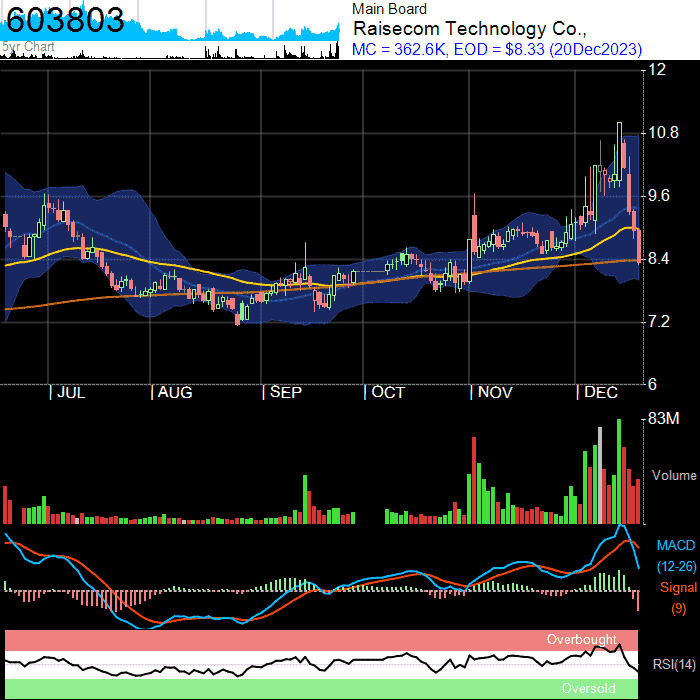 603803
5yr Chart
Main Board
Raisecom Technology Co.,
MC = 362.6K, EOD = $8.33 (20Dec2023)
12
10.8
9.6
8.4
7.2
6
| JUL | AUG | SEP | OCT | NOV | DEC
83M
Volume
MACD
(12-26)
Signal
(9)
Overbought
RSI(14)
Oversold